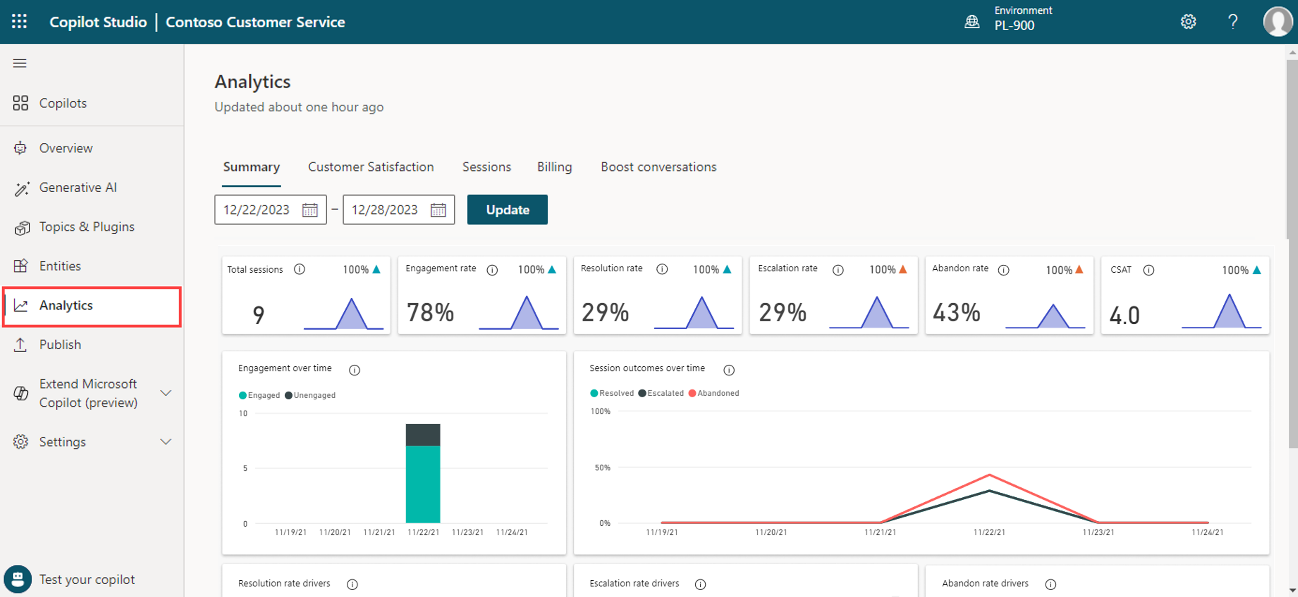 Copilot Studio | Contoso Customer Service
Environment
PL-900
?
Copilots
Overview
Generative AI
Topics & Plugins
Entities
Analytics
Publish
Extend Microsoft
Copilot (preview)
Settings
Test your copilot
Analytics
Updated about one hour ago
Summary Customer Satisfaction Sessions Billing Boost conversations
12/22/2023 – 12/28/2023 Update
Total sessions 100%
9
Engagement rate 100%
78%
Resolution rate 100%
29%
Escalation rate 100%
29%
Abandon rate 100%
43%
CSAT 100%
4.0
Engagement over time
Engaged Unengaged
10
5
0
11/19/21 11/20/21 11/21/21 11/22/21 11/23/21 11/24/21
Session outcomes over time
Resolved Escalated Abandoned
100%
50%
0%
11/19/21 11/20/21 11/21/21 11/22/21 11/23/21 11/24/21
Resolution rate drivers
Escalation rate drivers
Abandon rate drivers